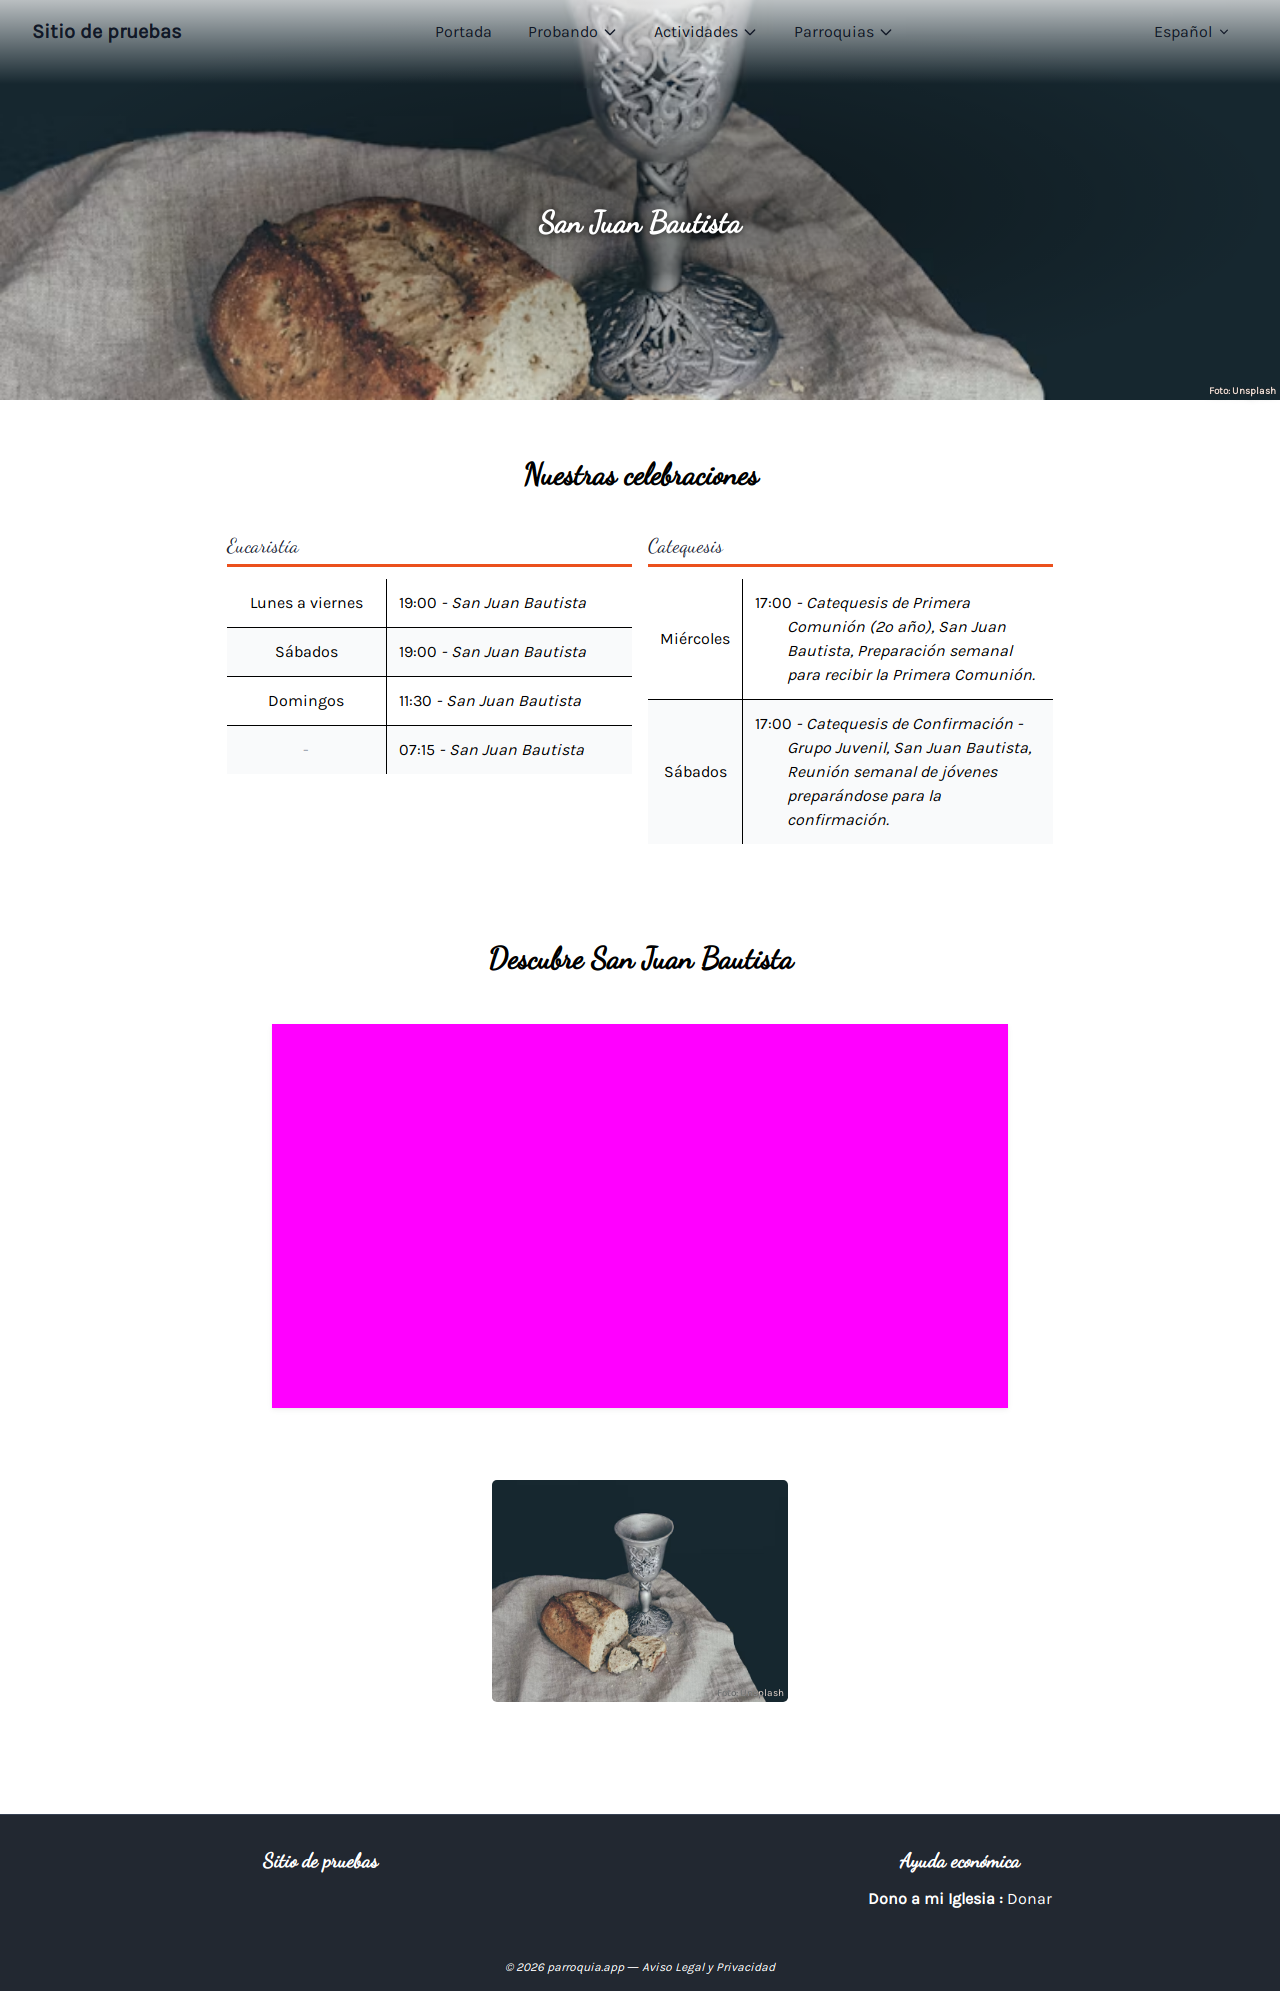 Sitio de pruebas
Portada
Probando
Actividades
Parroquias
Español
San Juan Bautista
Foto: Unsplash
Nuestras celebraciones
Eucaristía
Lunes a viernes
19:00 - San Juan Bautista
Sábados
19:00 - San Juan Bautista
Domingos
11:30 - San Juan Bautista
-
07:15 - San Juan Bautista
Catequesis
Miércoles
17:00 - Catequesis de Primera
Comunión (2o año), San Juan
Bautista, Preparación semanal
para recibir la Primera Comunión.
Sábados
17:00 - Catequesis de Confirmación -
Grupo Juvenil, San Juan Bautista,
Reunión semanal de jóvenes
preparándose para la
confirmación.
Descubre San Juan Bautista
Foto: Unsplash
Sitio de pruebas
Ayuda económica
Dono a mi Iglesia : Donar
© 2026 parroquia.app — Aviso Legal y Privacidad